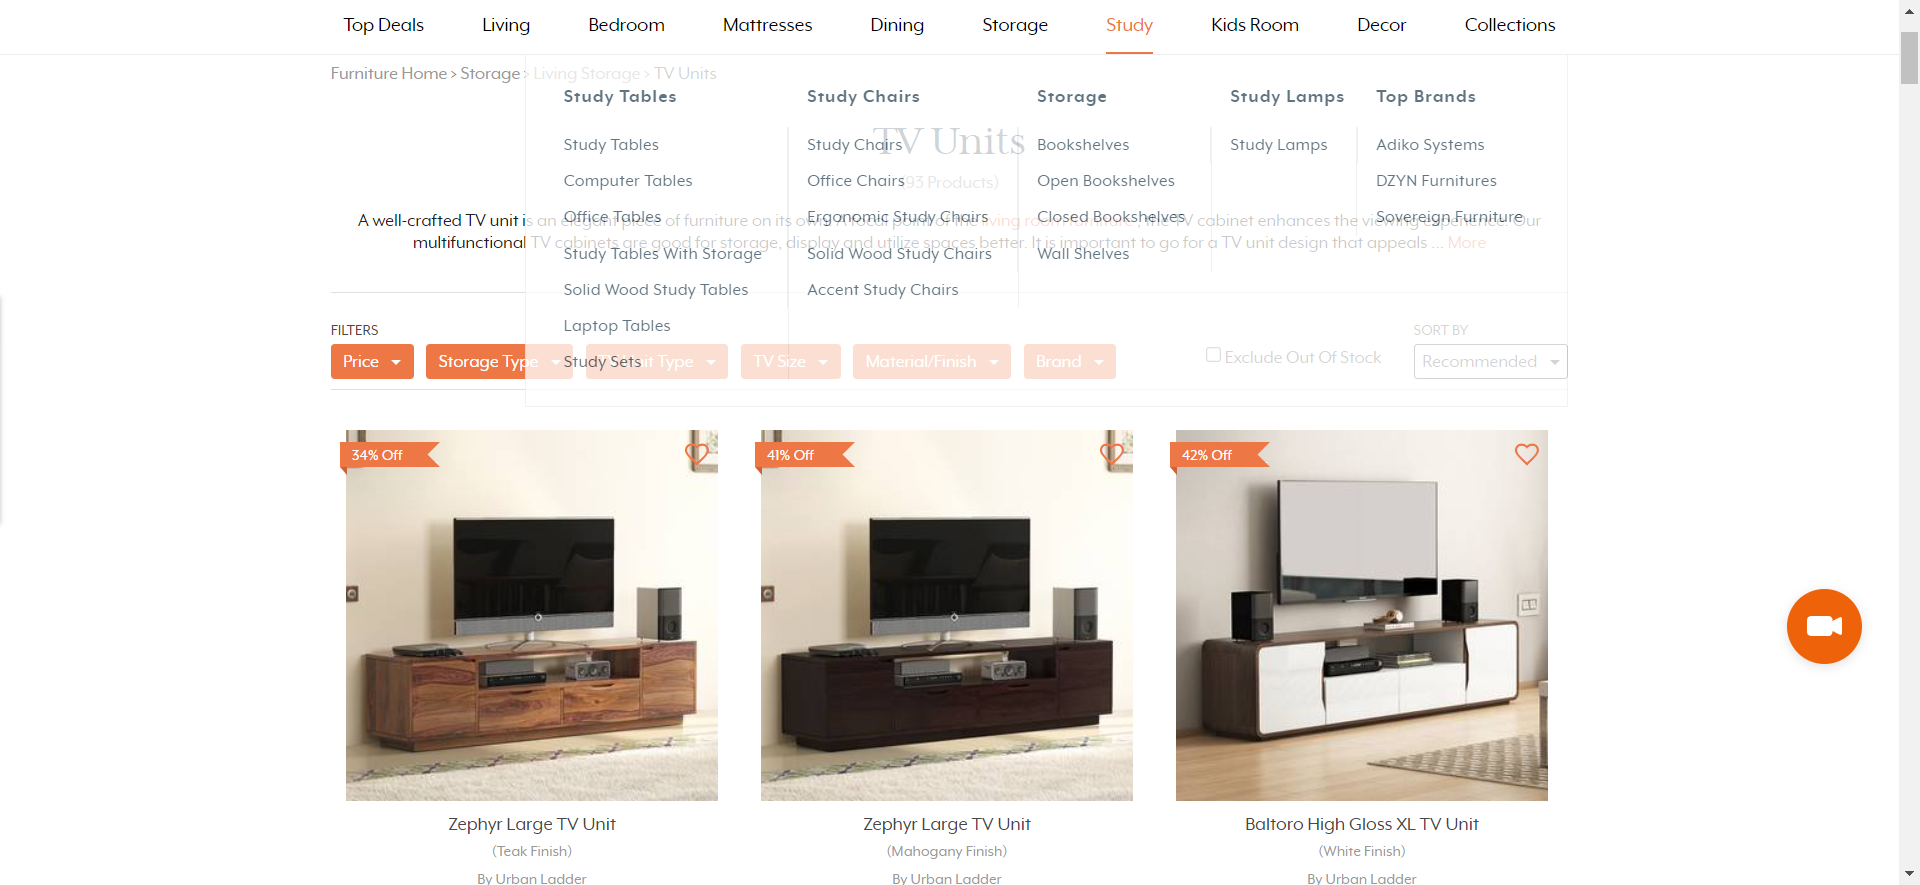 Top Deals Living Bedroom Mattresses Dining Storage Study Kids Room Decor Collections
Furniture Home > Storage > Living Storage > TV Units
Study Tables Study Chairs Storage Study Lamps Top Brands
TV Units
Study Tables Study Chairs Bookshelves Study Lamps Adiko Systems
Computer Tables Office Chairs Open Bookshelves DZYN Furnitures
(93 Products)
Office Tables Ergonomic Study Chairs Closed Bookshelves Sovereign Furniture
A well-crafted TV unit is an elegant piece of furniture on its own. A focal point of the living room furniture, the TV cabinet enhances the viewing experience. Our
multifunctional TV cabinets are good for storage, display and utilize spaces better. It is important to go for a TV unit design that appeals ... More
Study Tables With Storage Solid Wood Study Chairs Wall Shelves
Solid Wood Study Tables Accent Study Chairs
Laptop Tables
Study Sets
FILTERS SORT BY
Price Storage Type Unit Type TV Size Material/Finish Brand Exclude Out Of Stock Recommended
34% Off 41% Off 42% Off
Zephyr Large TV Unit Zephyr Large TV Unit Baltoro High Gloss XL TV Unit
(Teak Finish) (Mahogany Finish) (White Finish)
By Urban Ladder By Urban Ladder By Urban Ladder